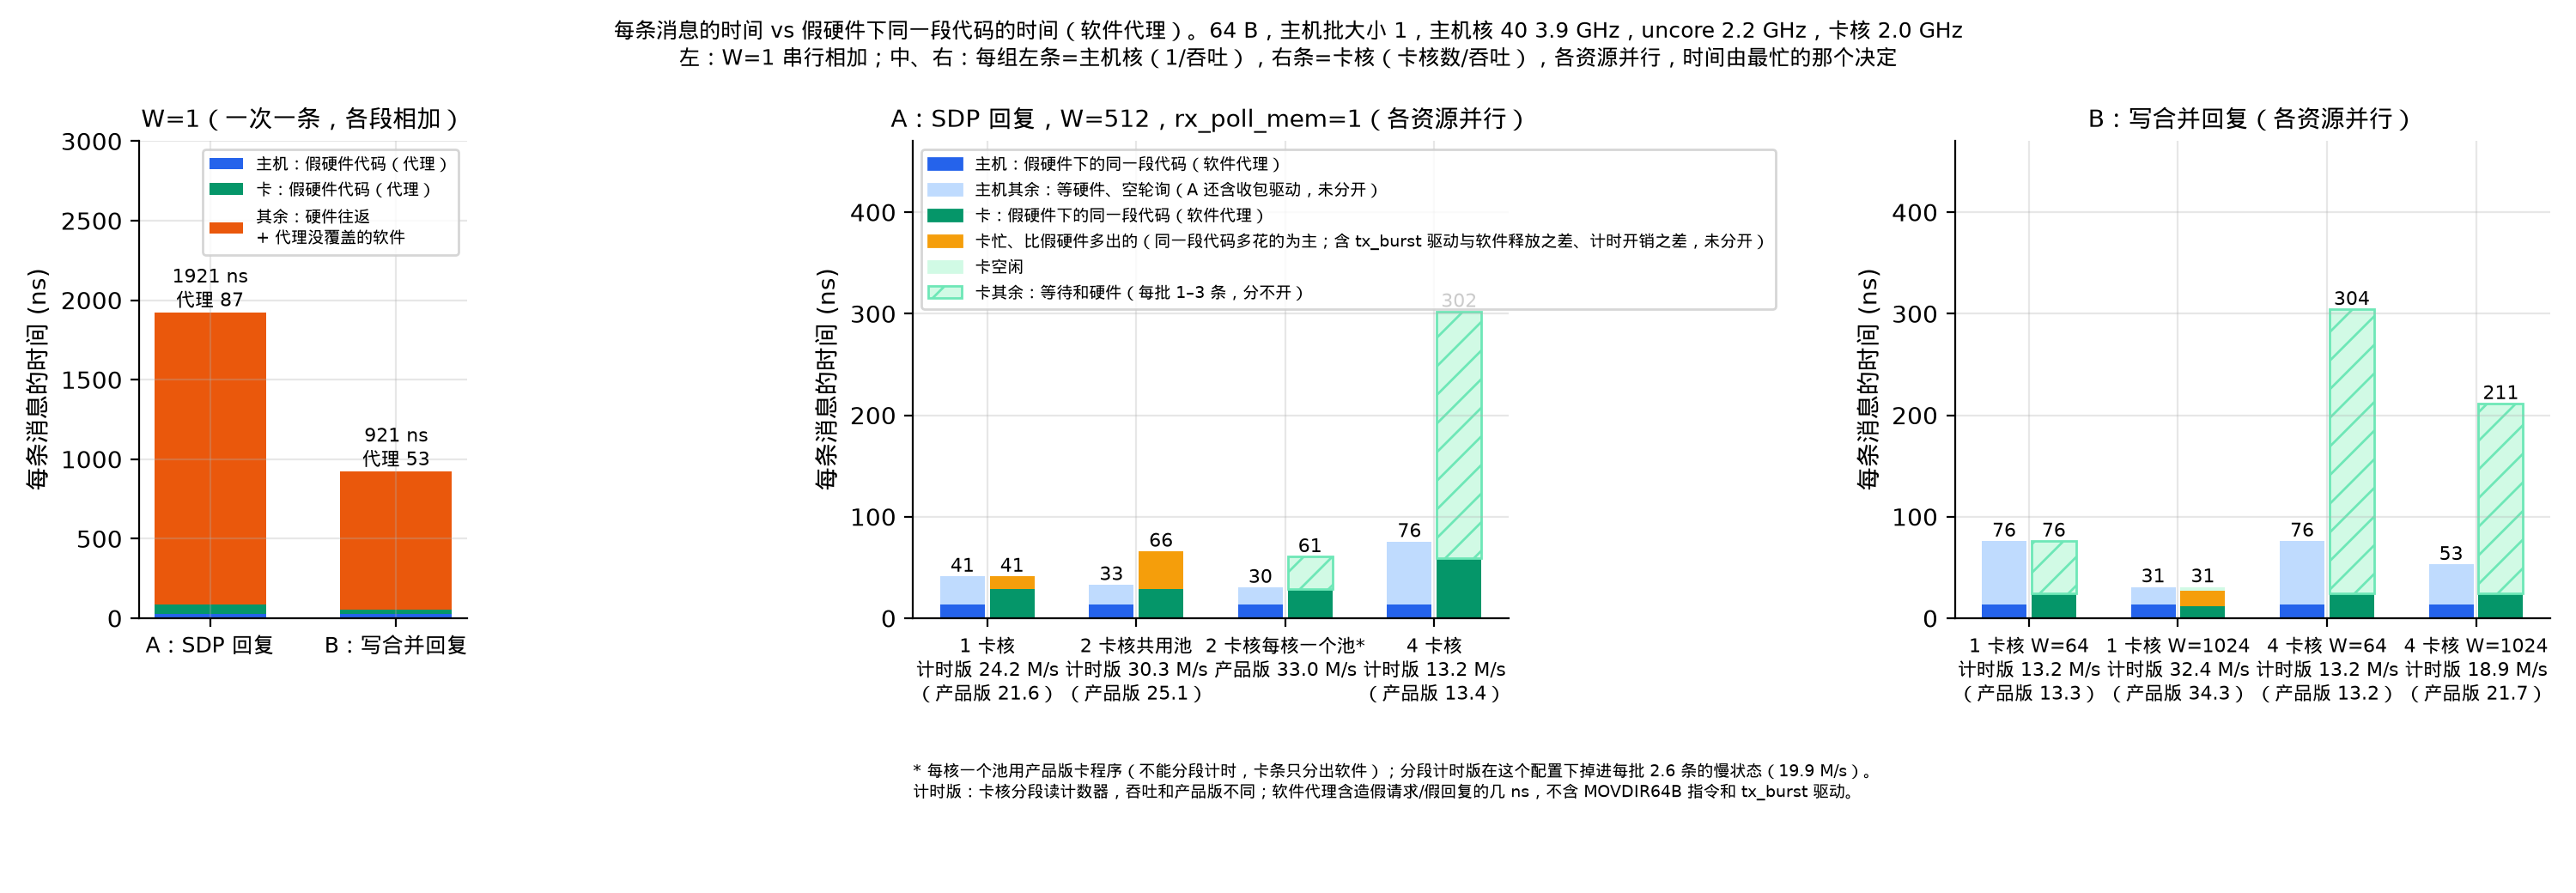 每条消息的时间 vs 假硬件下同一段代码的时间（软件代理）。64 B，主机批大小 1，主机核 40 3.9 GHz，uncore 2.2 GHz，卡核 2.0 GHz
左：W=1 串行相加；中、右：每组左条=主机核（1/吞吐），右条=卡核（卡核数/吞吐），各资源并行，时间由最忙的那个决定
W=1（一次一条，各段相加）
每条消息的时间 (ns)
3000
2500
2000
1500
1000
500
0
主机：假硬件代码（代理）
卡：假硬件代码（代理）
其余：硬件往返
+ 代理没覆盖的软件
1921 ns
代理 87
921 ns
代理 53
A：SDP 回复
B：写合并回复
A：SDP 回复，W=512，rx_poll_mem=1（各资源并行）
每条消息的时间 (ns)
400
300
200
100
0
主机：假硬件下的同一段代码（软件代理）
主机其余：等硬件、空轮询（A 还含收包驱动，未分开）
卡：假硬件下的同一段代码（软件代理）
卡忙、比假硬件多出的（同一段代码多花的为主；含 tx_burst 驱动与软件释放之差、计时开销之差，未分开）
卡空闲
卡其余：等待和硬件（每批 1–3 条，分不开）
302
41 41
33 66
30 61
76
1 卡核
计时版 24.2 M/s
（产品版 21.6）
2 卡核共用池
计时版 30.3 M/s
（产品版 25.1）
2 卡核每核一个池*
产品版 33.0 M/s
4 卡核
计时版 13.2 M/s
（产品版 13.4）
B：写合并回复（各资源并行）
每条消息的时间 (ns)
400
300
200
100
0
76 76
31 31
76 304
53 211
1 卡核 W=64
计时版 13.2 M/s
（产品版 13.3）
1 卡核 W=1024
计时版 32.4 M/s
（产品版 34.3）
4 卡核 W=64
计时版 13.2 M/s
（产品版 13.2）
4 卡核 W=1024
计时版 18.9 M/s
（产品版 21.7）
* 每核一个池用产品版卡程序（不能分段计时，卡条只分出软件）；分段计时版在这个配置下掉进每批 2.6 条的慢状态（19.9 M/s）。
计时版：卡核分段读计数器，吞吐和产品版不同；软件代理含造假请求/假回复的几 ns，不含 MOVDIR64B 指令和 tx_burst 驱动。